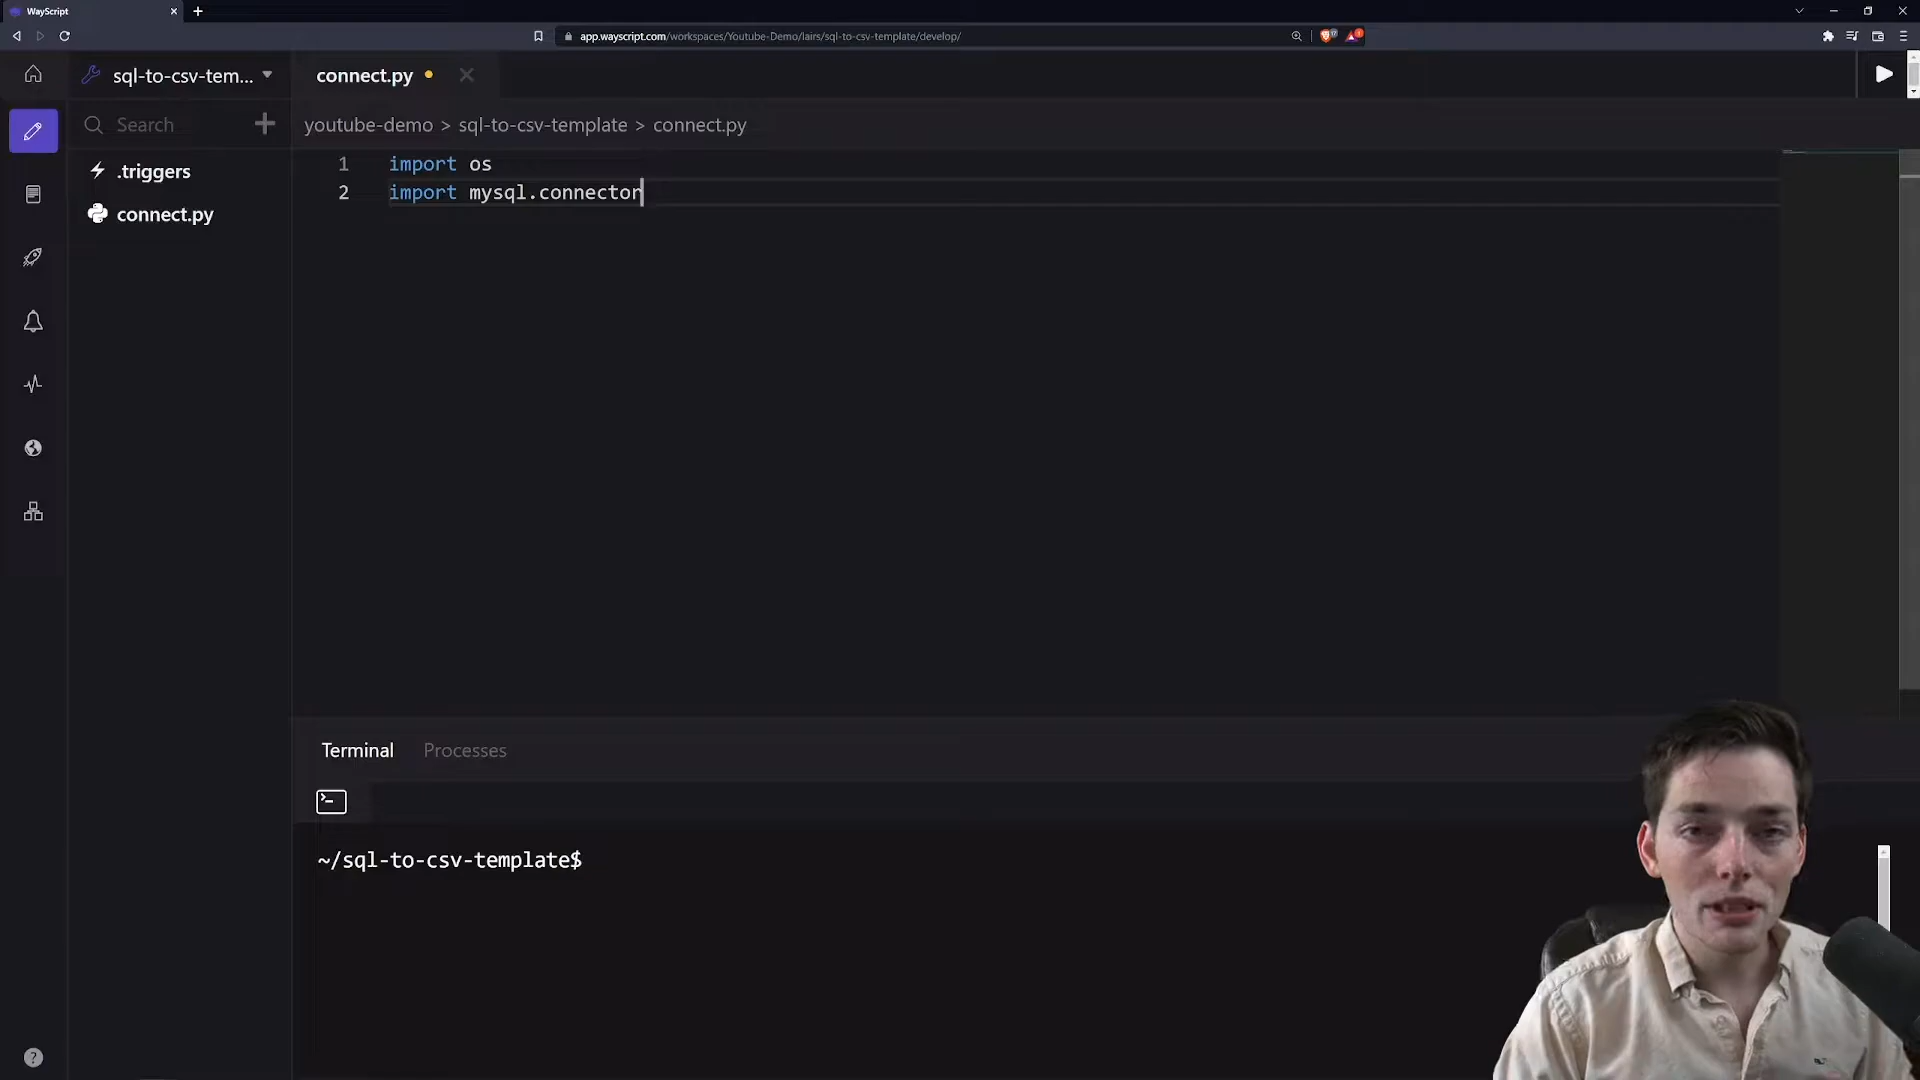 WayScript
app.wayscript.com/workspaces/Youtube-Demo/lairs/sql-to-csv-template/develop/
sql-to-csv-tem...
connect.py
Search
youtube-demo > sql-to-csv-template > connect.py
.triggers
connect.py
1 import os
2 import mysql.connector
Terminal
Processes
~/sql-to-csv-template$